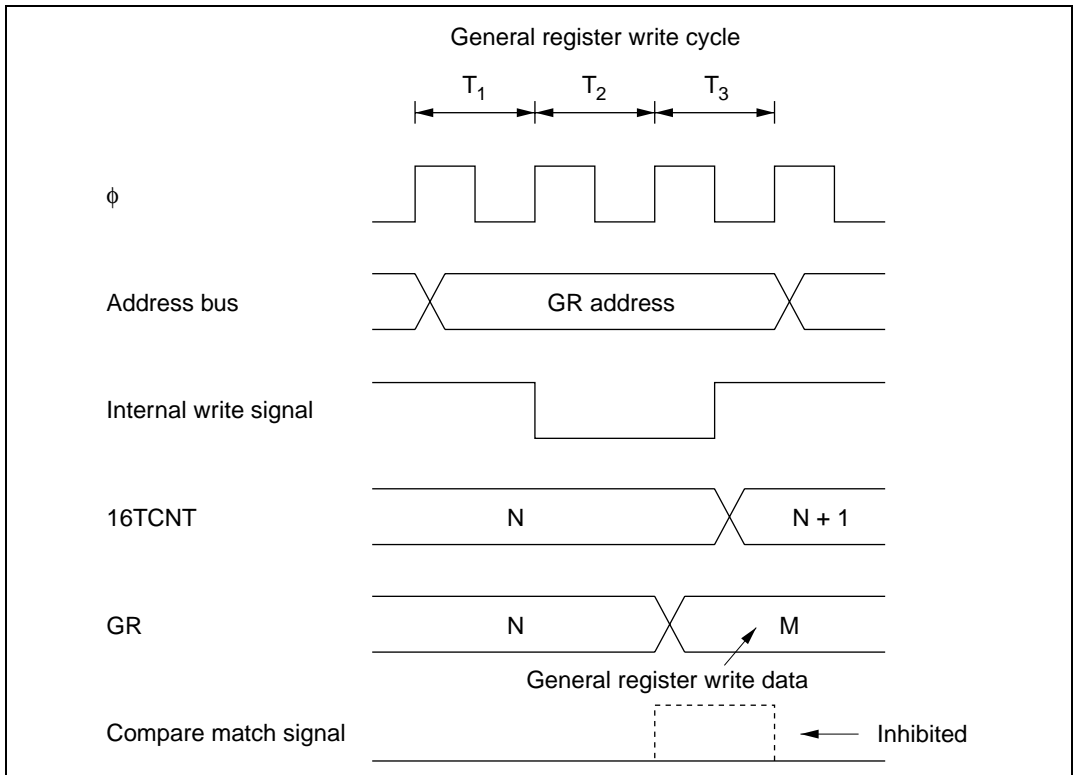 General register write cycle
T1 T2 T3
φ
Address bus GR address
Internal write signal
16TCNT N N + 1
GR N M
General register write data
Compare match signal Inhibited